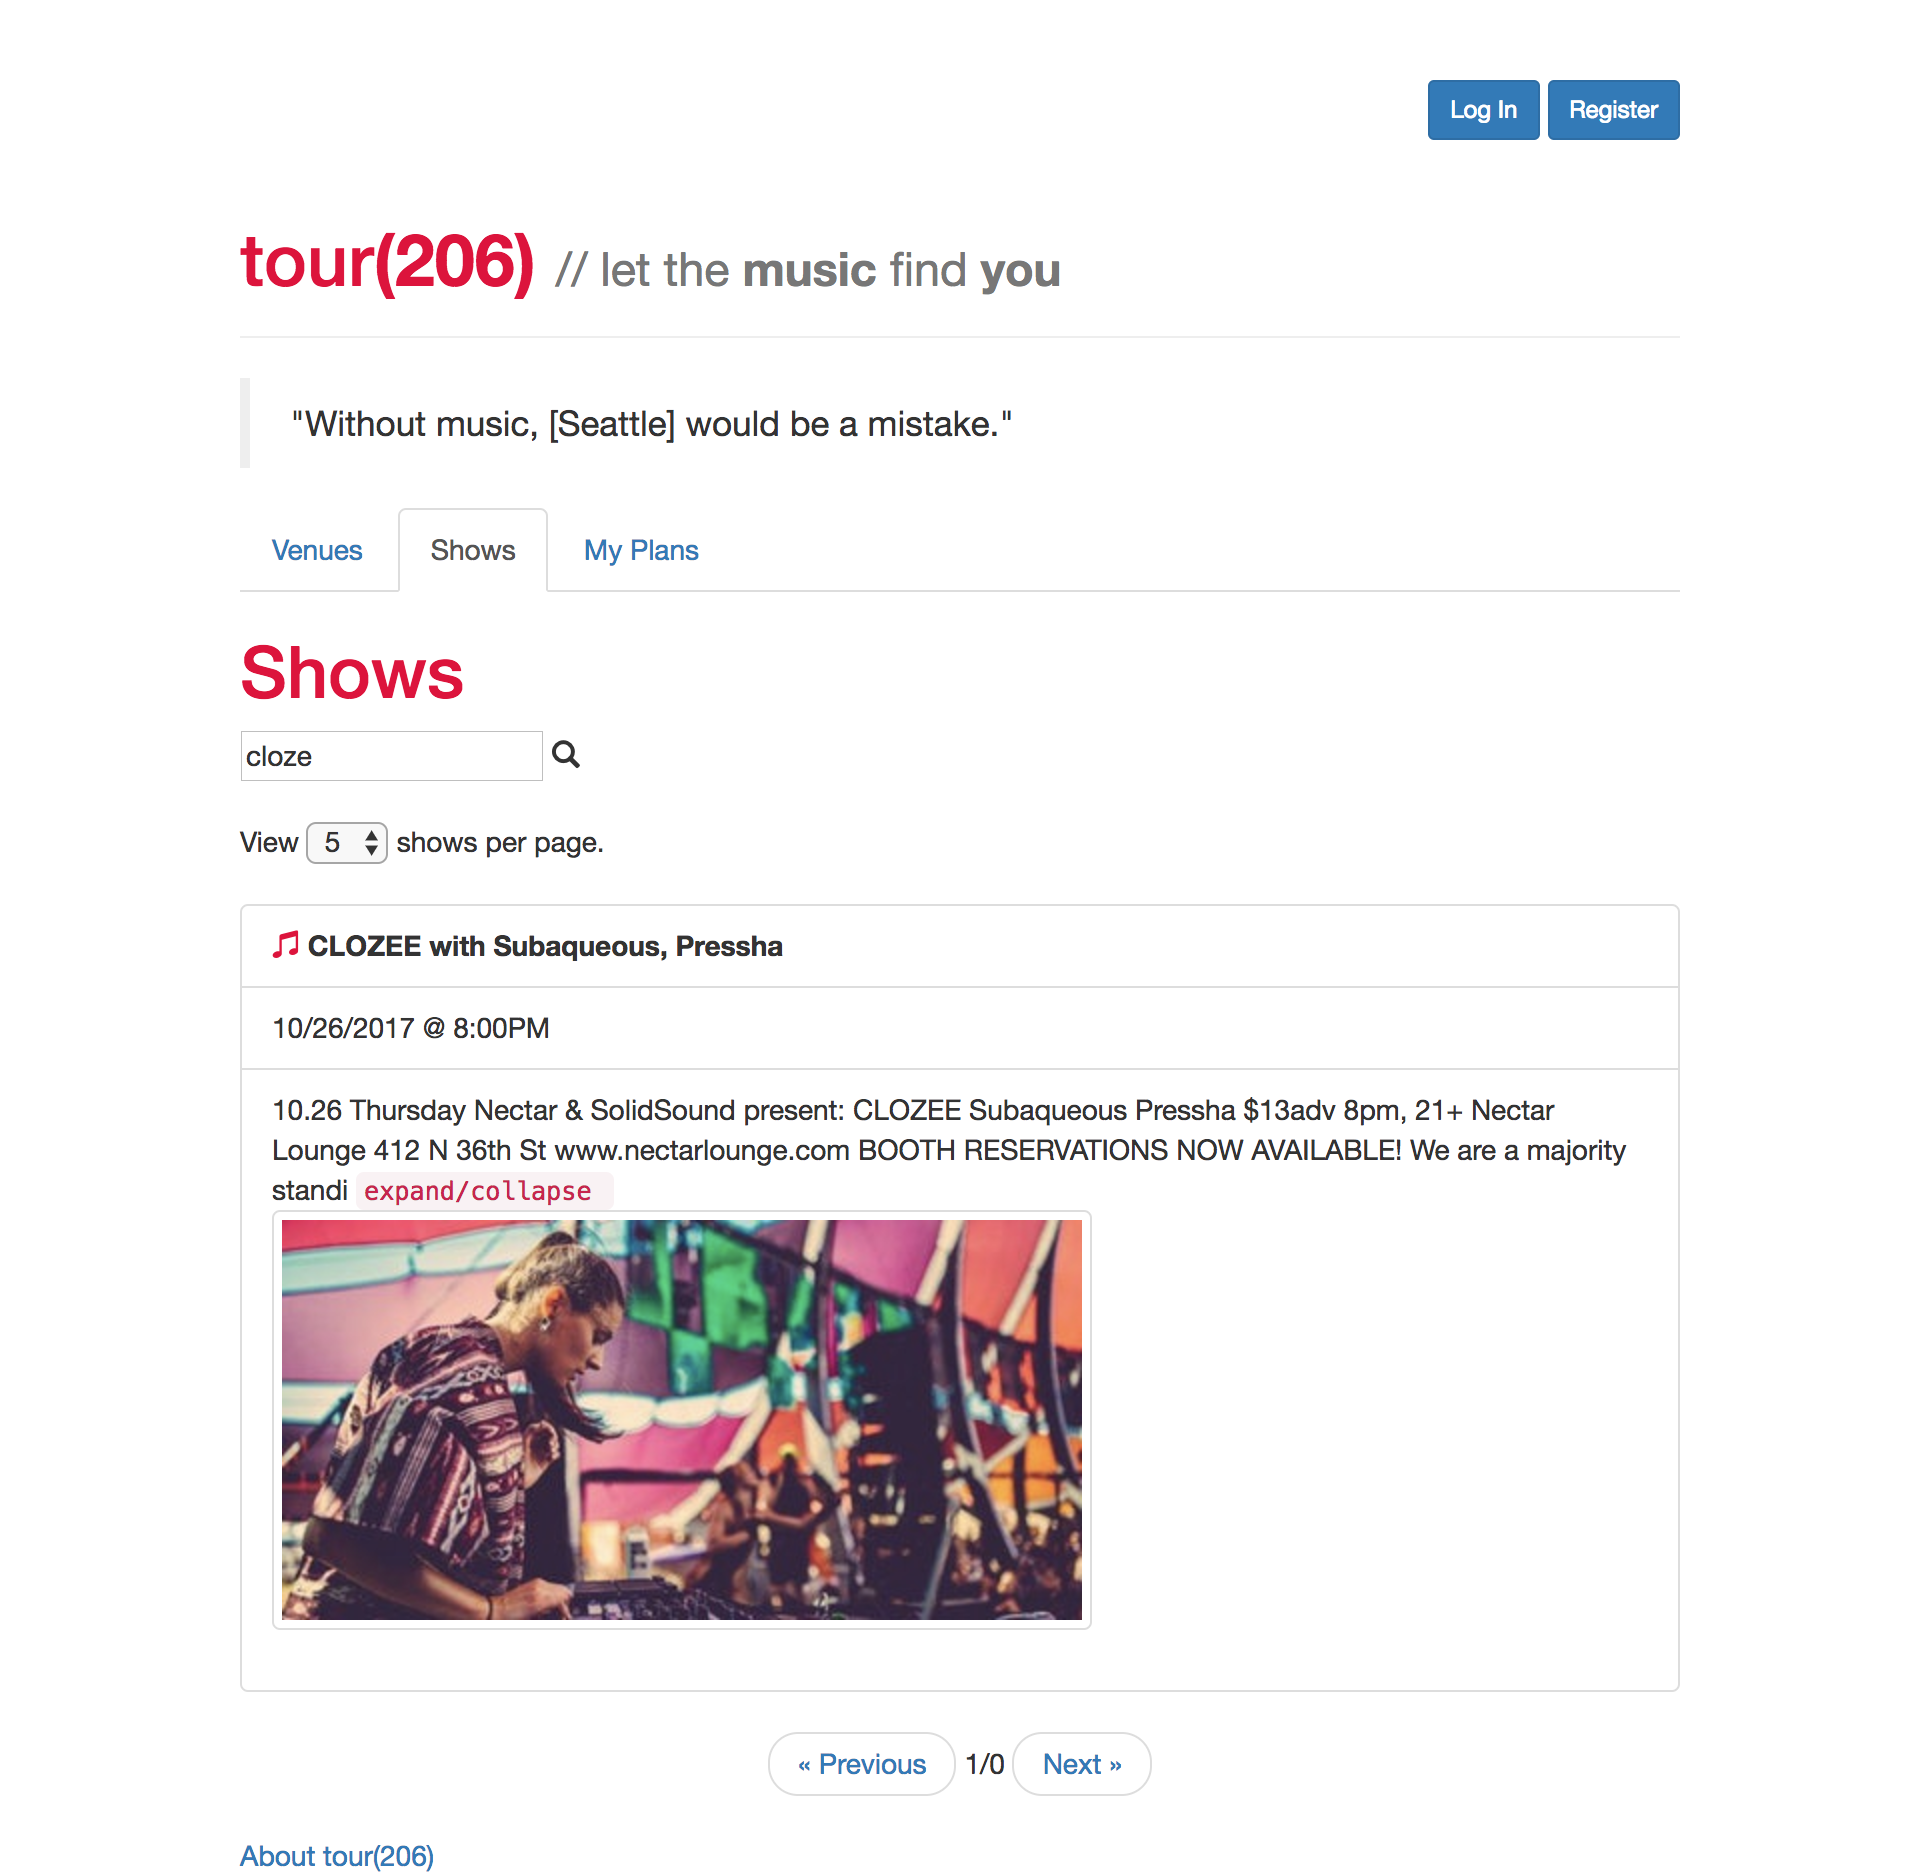 Log In Register
tour(206) // let the music find you
"Without music, [Seattle] would be a mistake."
Venues Shows My Plans
Shows
cloze
View 5 shows per page.
CLOZEE with Subaqueous, Pressha
10/26/2017 @ 8:00PM
10.26 Thursday Nectar & SolidSound present: CLOZEE Subaqueous Pressha $13adv 8pm, 21+ Nectar
Lounge 412 N 36th St www.nectarlounge.com BOOTH RESERVATIONS NOW AVAILABLE! We are a majority
standi expand/collapse
« Previous 1/0 Next »
About tour(206)